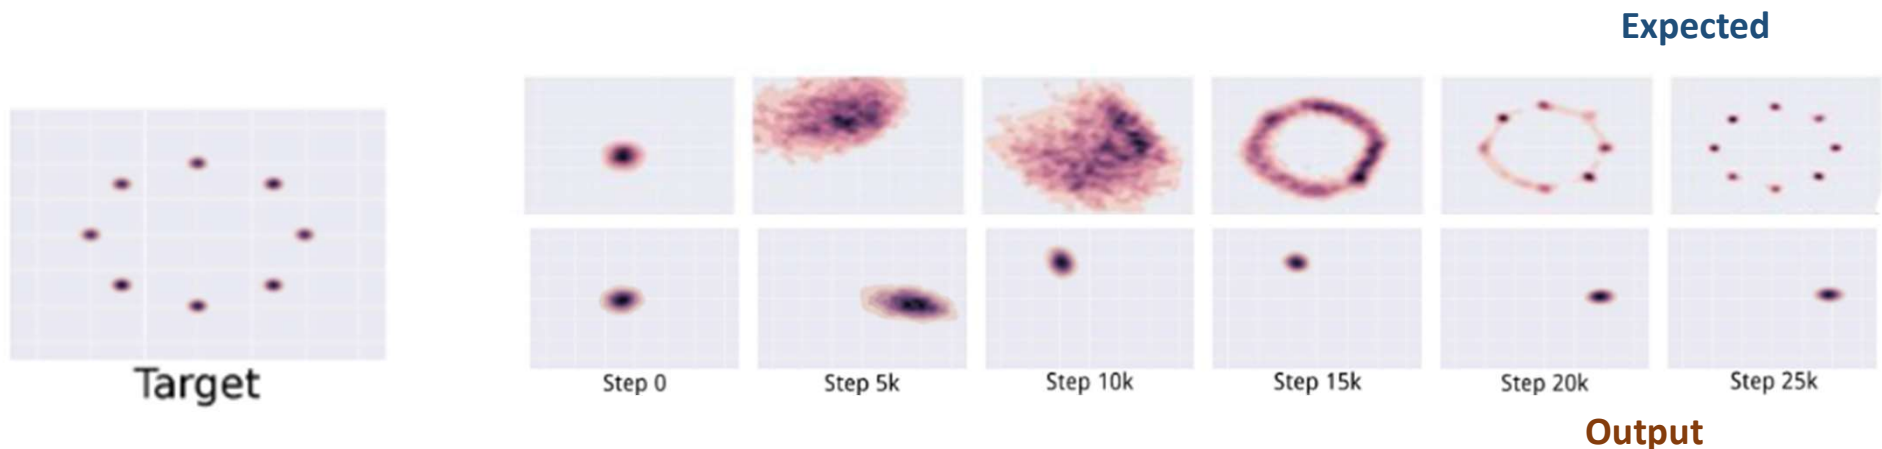 Expected
Target
Step 0
Step 5k
Step 10k
Step 15k
Step 20k
Step 25k
Output